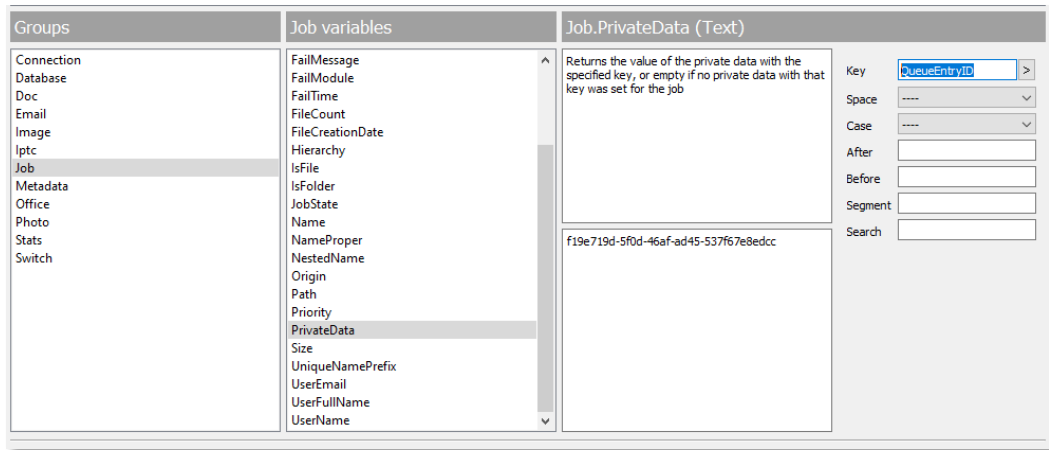 Groups
Job variables
Job.PrivateData (Text)
Connection
Database
Doc
Email
Image
Iptc
Job
Metadata
Office
Photo
Stats
Switch
FailMessage
FailModule
FailTime
FileCount
FileCreationDate
Hierarchy
IsFile
IsFolder
JobState
Name
NameProper
NestedName
Origin
Path
Priority
PrivateData
Size
UniqueNamePrefix
UserEmail
UserFullName
UserName
Returns the value of the private data with the
specified key, or empty if no private data with that
key was set for the job
f19e719d-5f0d-46af-ad45-537f67e8edcc
Key QueueEntryID >
Space ----
Case ----
After
Before
Segment
Search